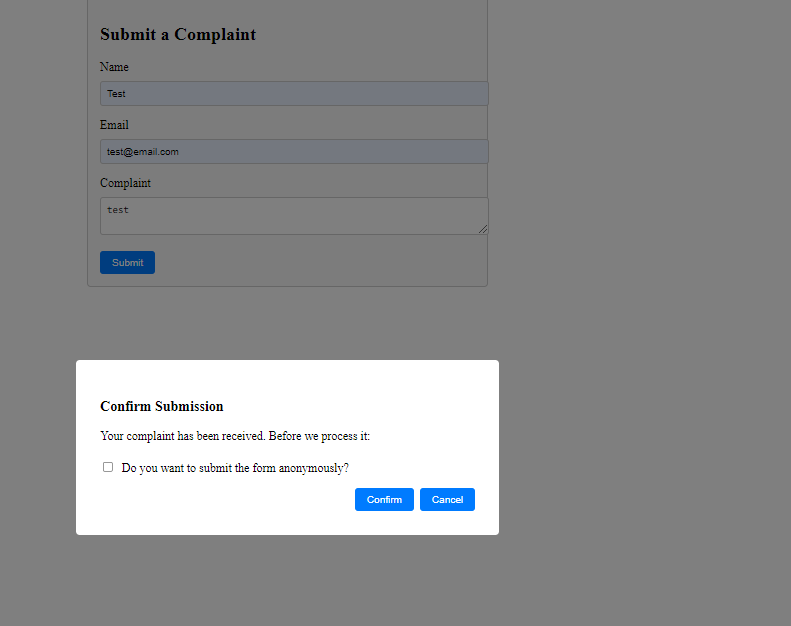 Submit a Complaint
Name
Test
Email
test@email.com
Complaint
test
Submit
Confirm Submission
Your complaint has been received. Before we process it:
Do you want to submit the form anonymously?
Confirm Cancel